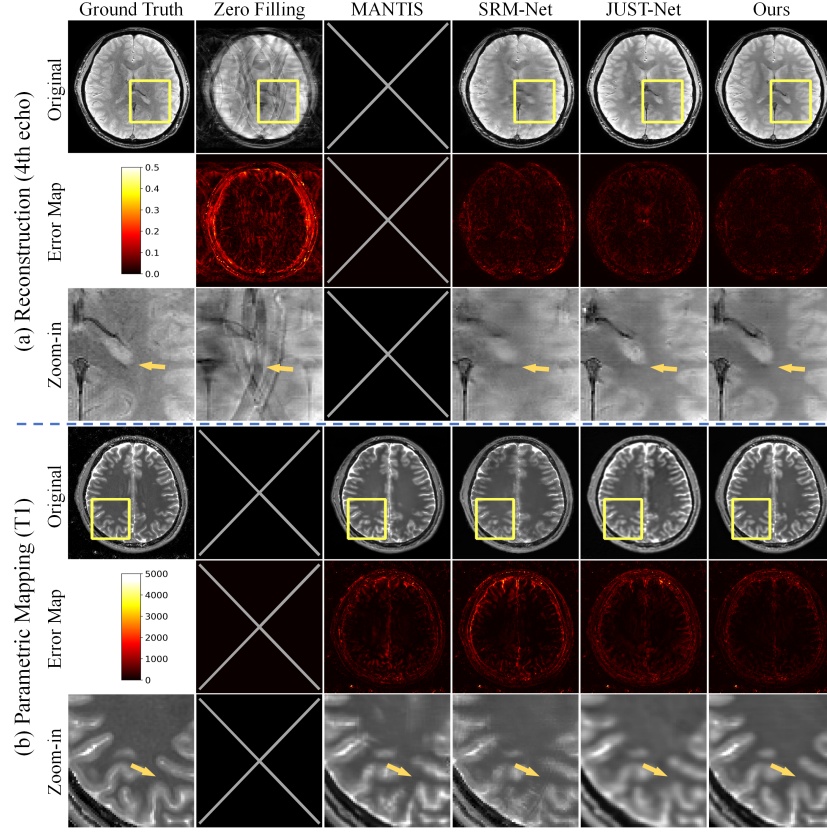 Ground Truth Zero Filling MANTIS SRM-Net JUST-Net Ours
(a) Reconstruction (4th echo)
Original
Error Map
0.5
0.4
0.3
0.2
0.1
0.0
Zoom-in
(b) Parametric Mapping (T1)
Original
Error Map
5000
4000
3000
2000
1000
0
Zoom-in